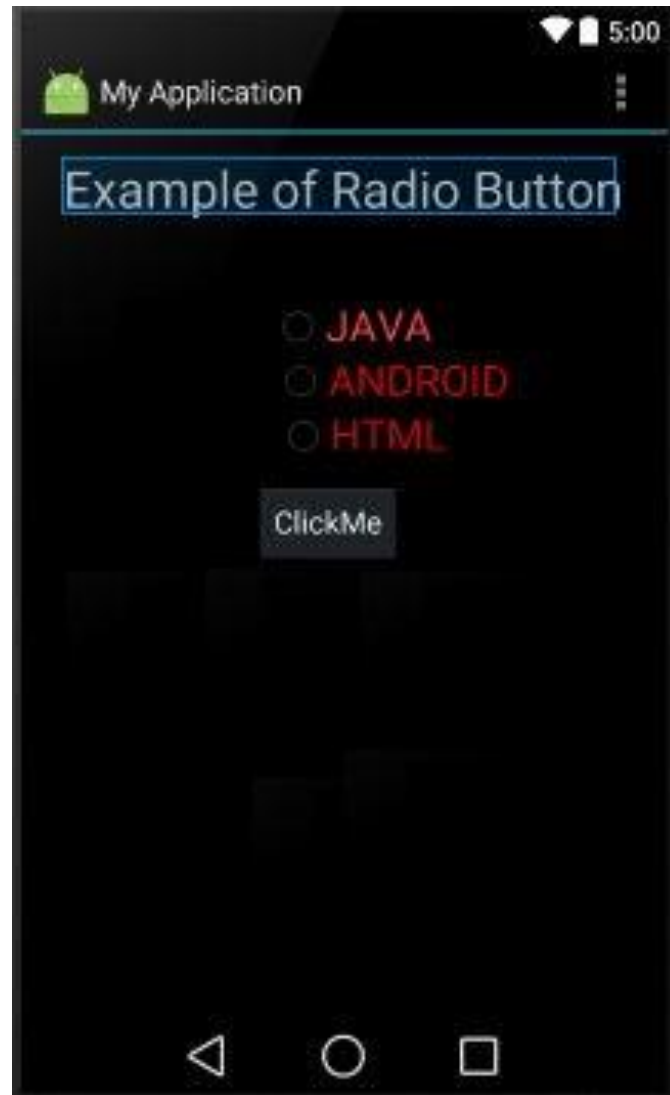 5:00
My Application
Example of Radio Button
JAVA
ANDROID
HTML
ClickMe